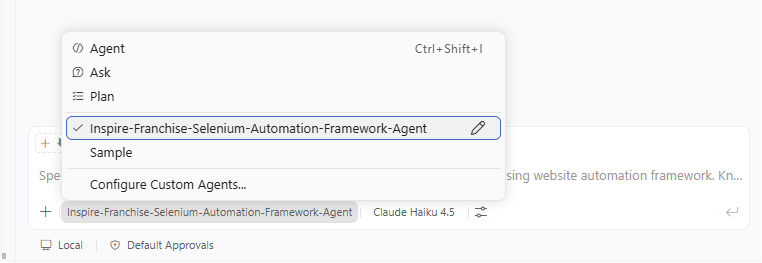 Agent Ctrl+Shift+I
Ask
Plan
Inspire-Franchise-Selenium-Automation-Framework-Agent
Sample
Configure Custom Agents...
Spe
sing website automation framework. Kn...
Inspire-Franchise-Selenium-Automation-Framework-Agent Claude Haiku 4.5
Local Default Approvals